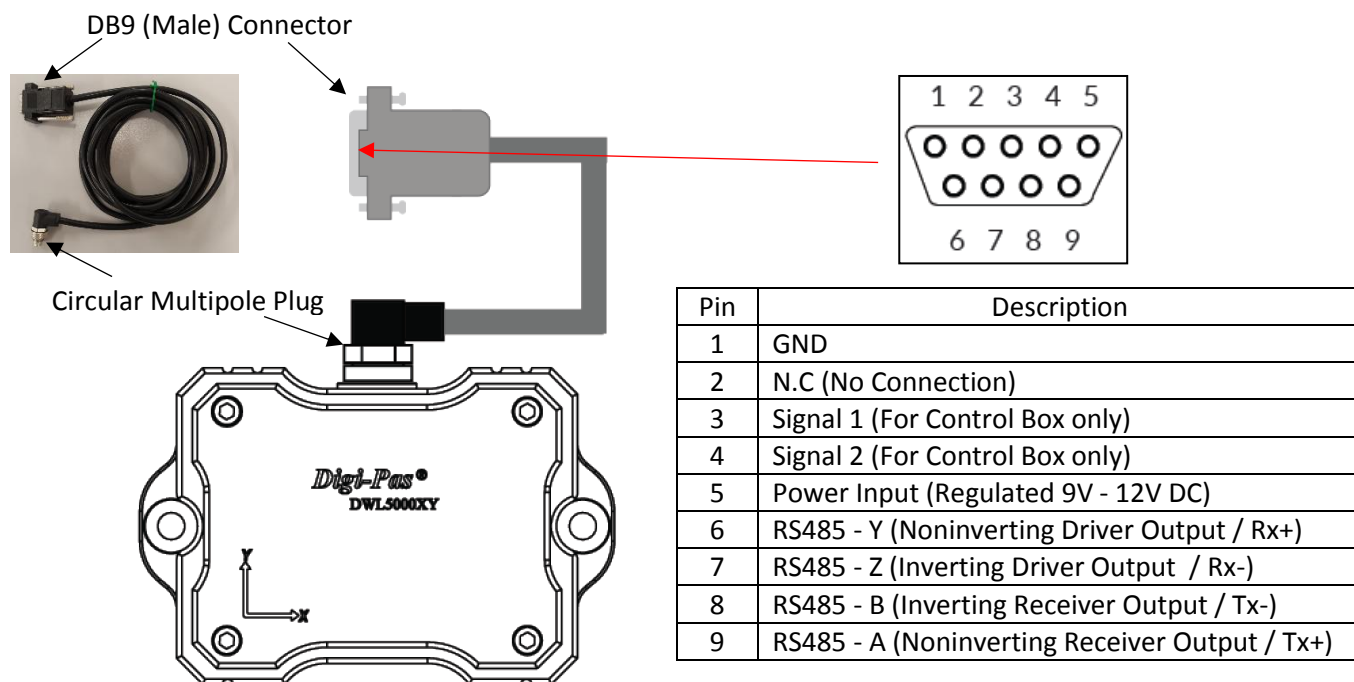 DB9 (Male) Connector
1 2 3 4 5
6 7 8 9
Circular Multipole Plug
Digi-Pas®
DWL5000XY
Y
X
Pin Description
1 GND
2 N.C (No Connection)
3 Signal 1 (For Control Box only)
4 Signal 2 (For Control Box only)
5 Power Input (Regulated 9V - 12V DC)
6 RS485 - Y (Noninverting Driver Output / Rx+)
7 RS485 - Z (Inverting Driver Output / Rx-)
8 RS485 - B (Inverting Receiver Output / Tx-)
9 RS485 - A (Noninverting Receiver Output / Tx+)